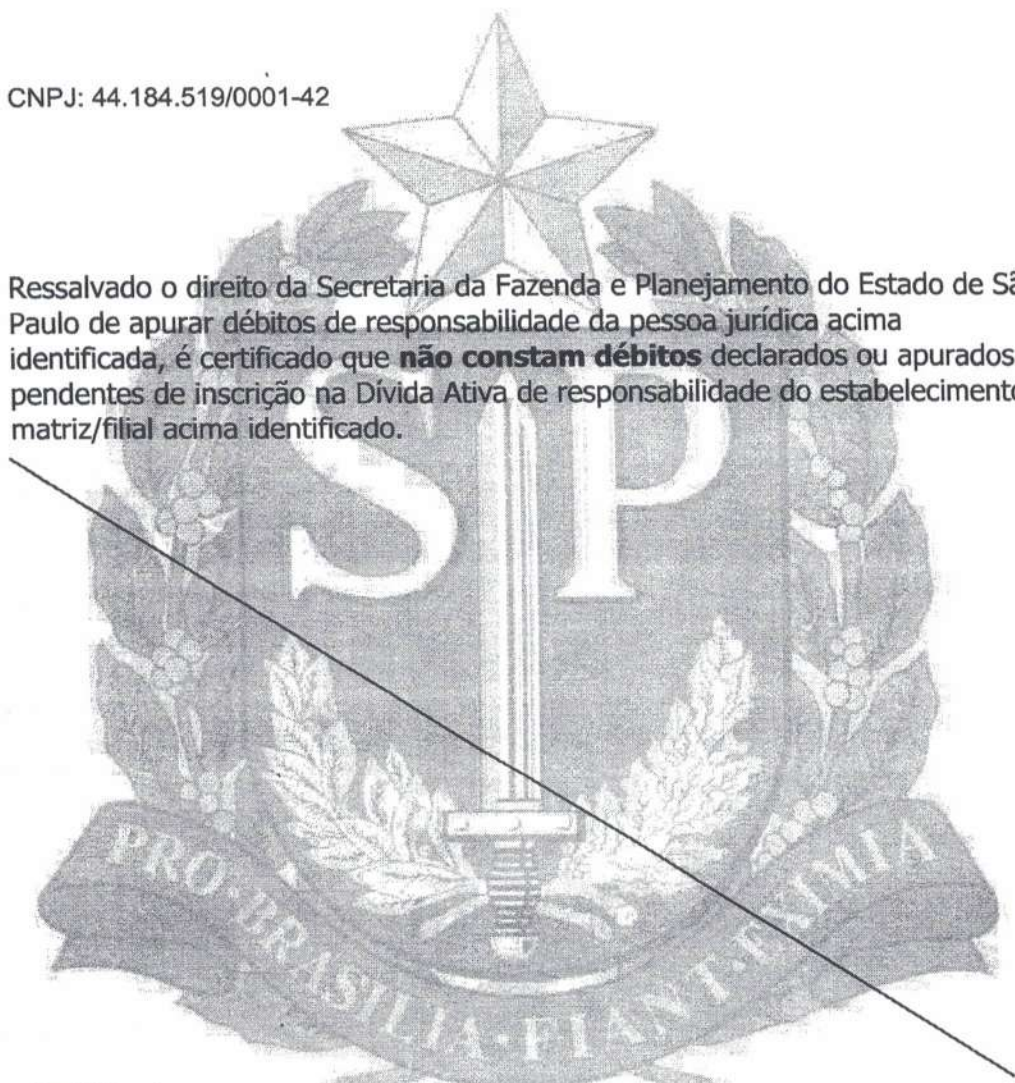 CNPJ: 44.184.519/0001-42
Ressalvado o direito da Secretaria da Fazenda e Planejamento do Estado de Sã
Paulo de apurar débitos de responsabilidade da pessoa jurídica acima
identificada, é certificado que não constam débitos declarados ou apurados
pendentes de inscrição na Dívida Ativa de responsabilidade do estabelecimento
matriz/filial acima identificado.
SP
PRO·BRASILIA·FIANT·EXIMIA